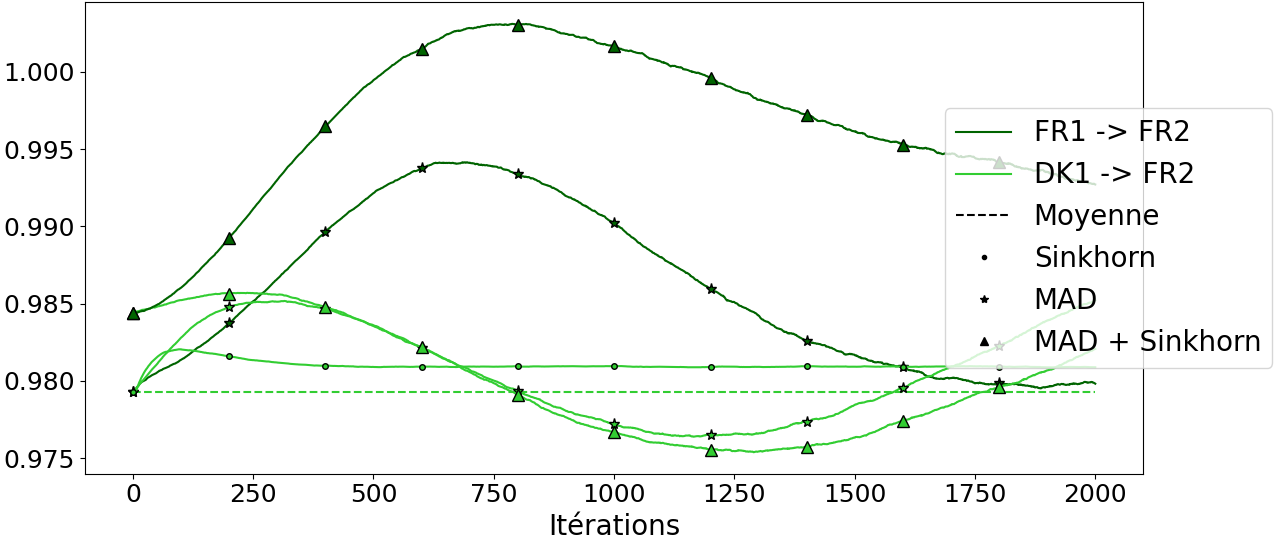 1.000
0.995
0.990
0.985
0.980
0.975
0 250 500 750 1000 1250 1500 1750 2000
Itérations
FR1 -> FR2
DK1 -> FR2
Moyenne
Sinkhorn
MAD
MAD + Sinkhorn